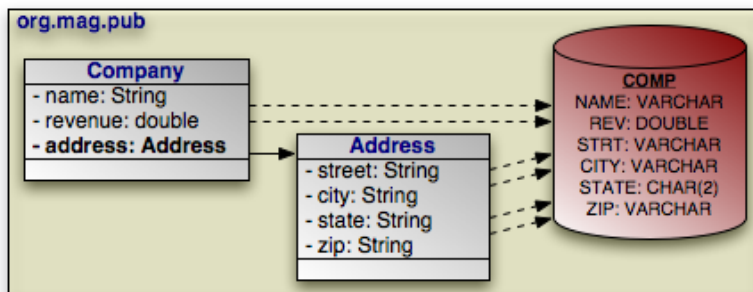 org.mag.pub
Company
- name: String
- revenue: double
- address: Address
Address
- street: String
- city: String
- state: String
- zip: String
COMP
NAME: VARCHAR
REV: DOUBLE
STRT: VARCHAR
CITY: VARCHAR
STATE: CHAR(2)
ZIP: VARCHAR